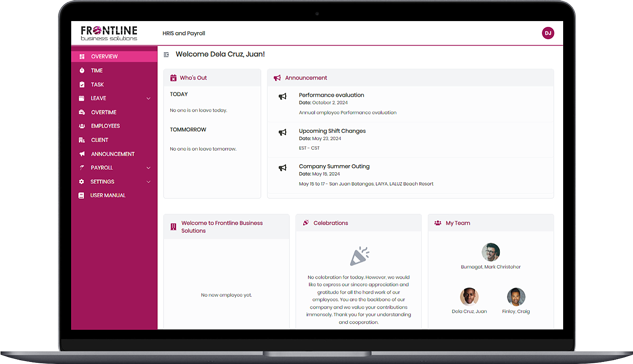 FRONTLINE
business solutions
HRIS and Payroll
DJ
OVERVIEW
TIME
TASK
LEAVE
OVERTIME
EMPLOYEES
CLIENT
ANNOUNCEMENT
PAYROLL
SETTINGS
USER MANUAL
Welcome Dela Cruz, Juan!
Who's Out
TODAY
No one is on leave today.
TOMMORROW
No one is on leave tomorrow.
Announcement
Performance evaluation
Date: October 2, 2024
Annual employee Performance evaluation
Upcoming Shift Changes
Date: May 23, 2024
EST - CST
Company Summer Outing
Date: May 15, 2024
May 15 to 17 - San Juan Batangas, LAIYA, LALUZ Beach Resort
Welcome to Frontline Business
Solutions
No new employee yet.
Celebrations
No celebration for today. However, we would
like to express our sincere appreciation
and gratitude for all the hard work of our
employees. You are the backbone of our
company and we value your contributions
immensely. Thank you for your understanding
and cooperation.
My Team
Mark
Dela Cruz, Juan
Craig